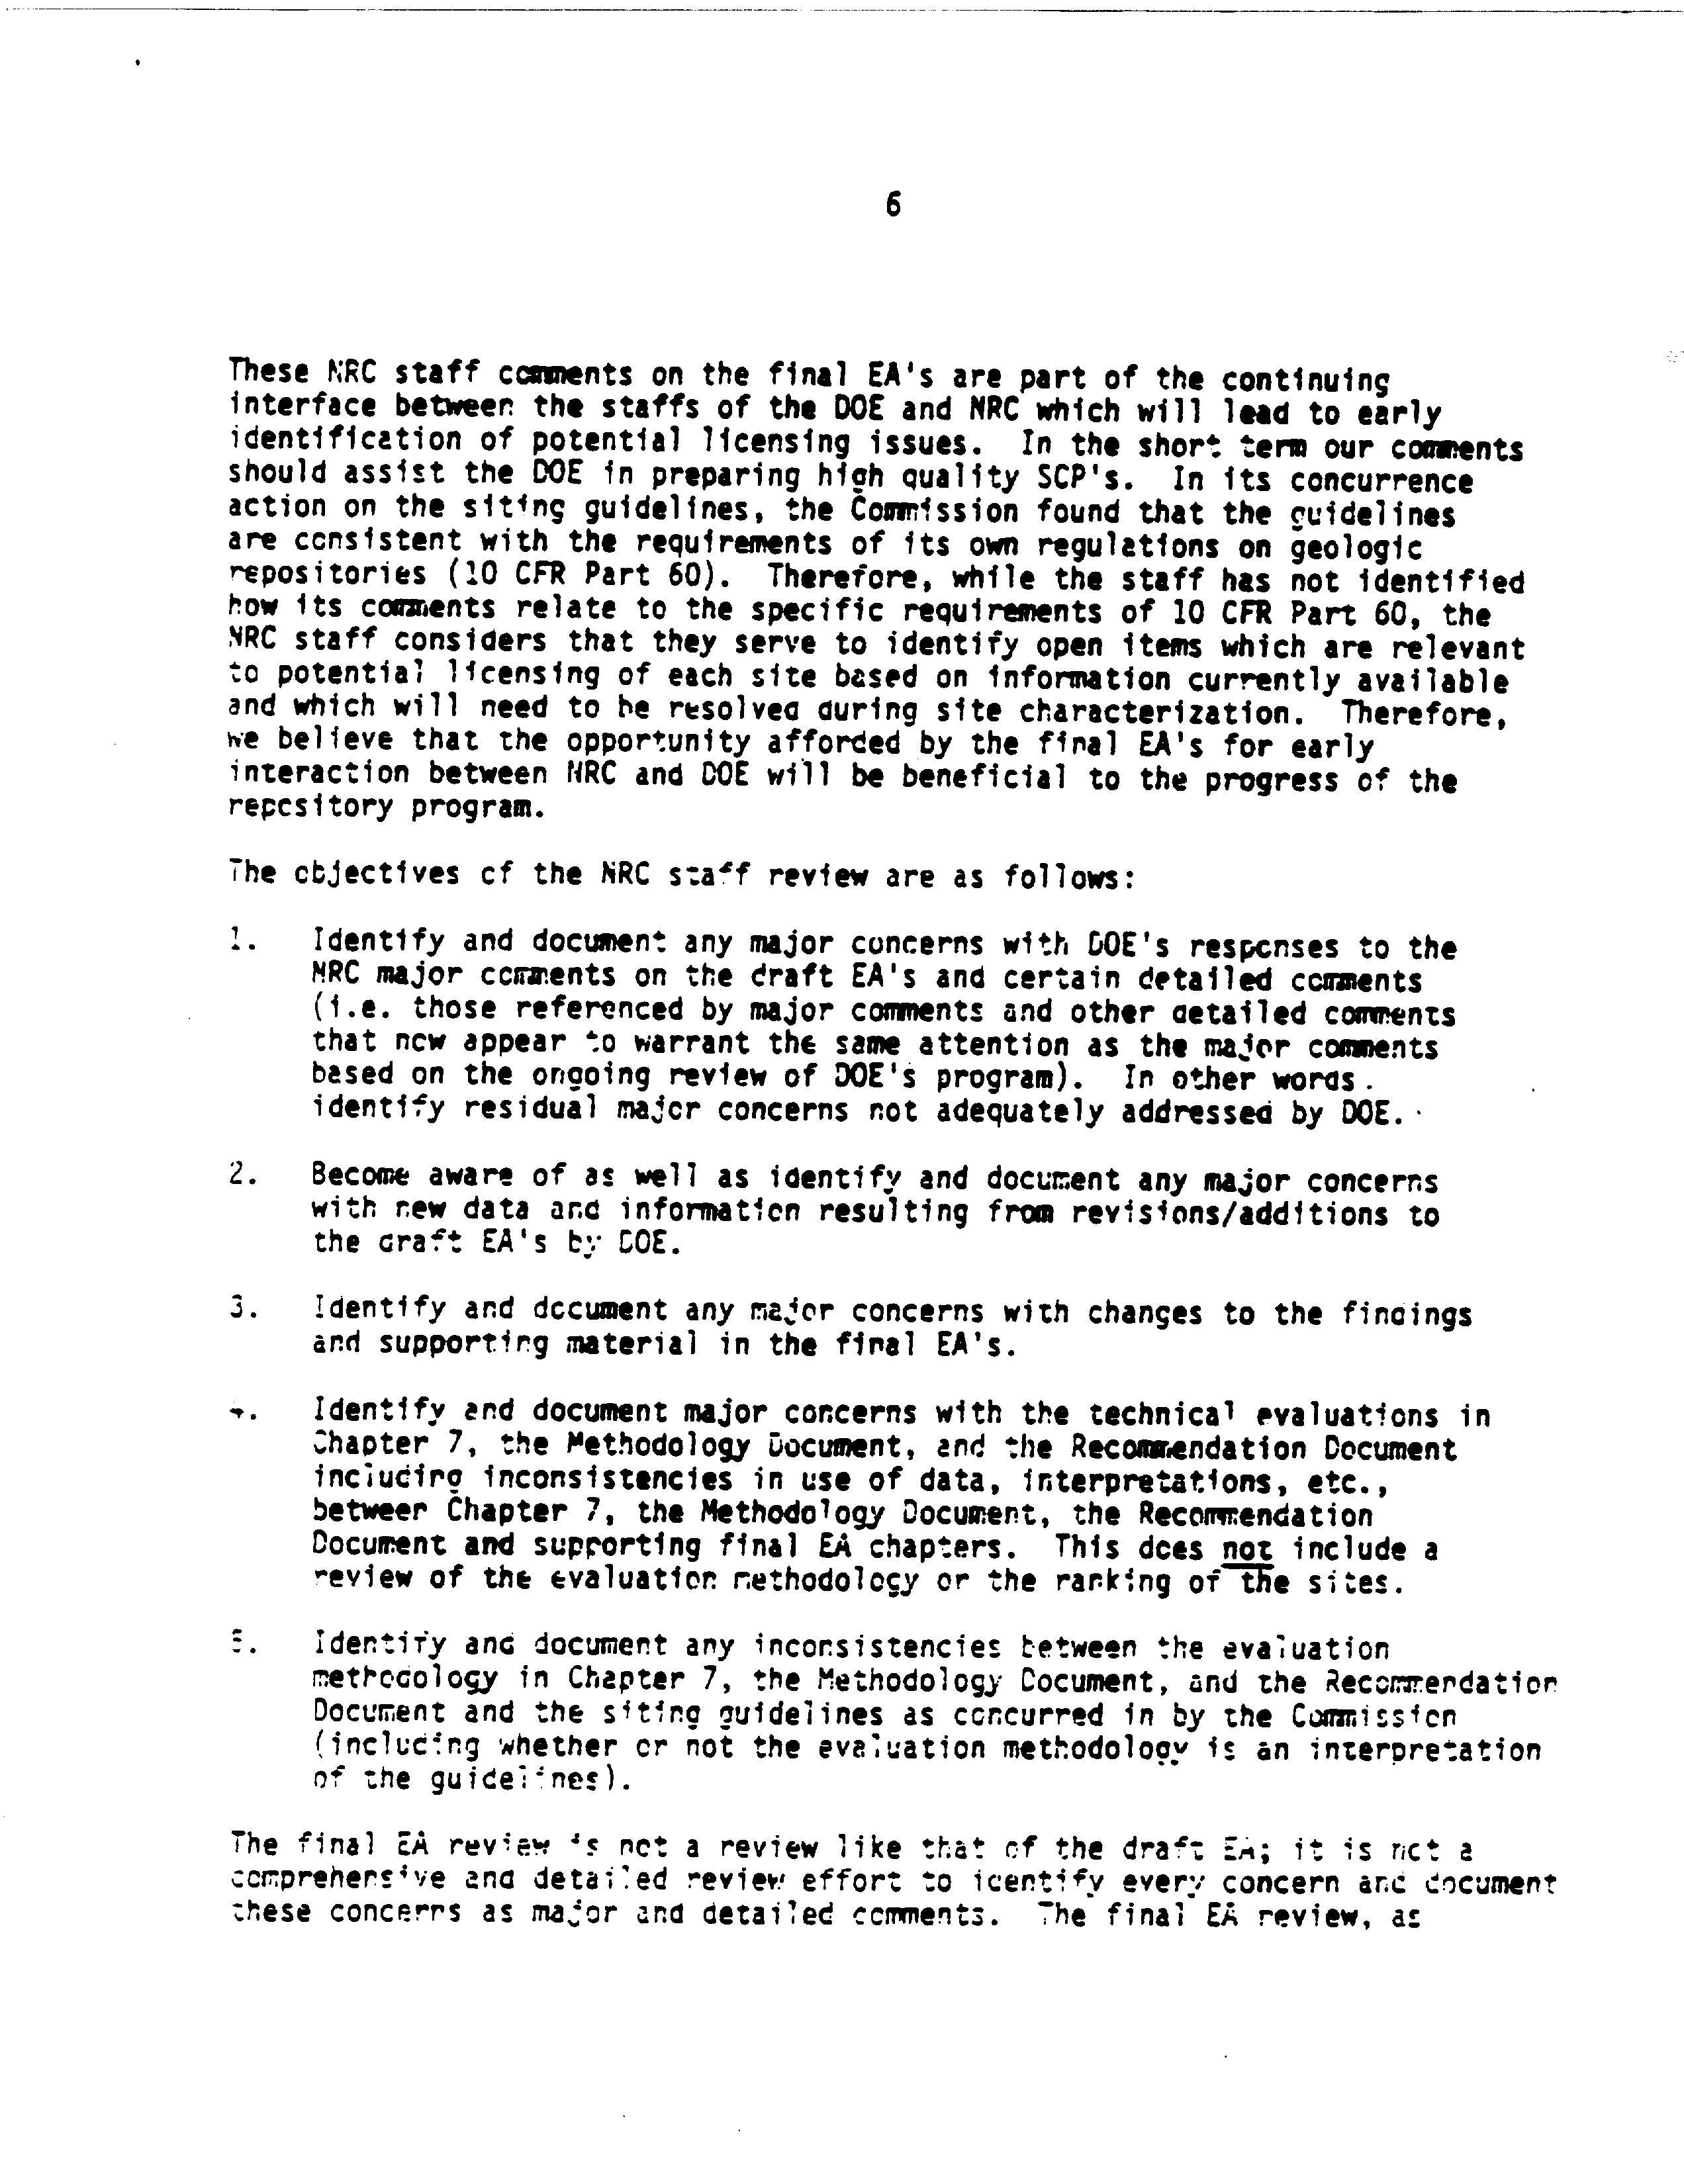 6
These NRC staff comments on the final EA's are part of the continuing
interface between the staffs of the DOE and NRC which will lead to early
identification of potential licensing issues. In the short term our comments
should assist the DOE in preparing high quality SCP's. In its concurrence
action on the siting guidelines, the Commission found that the guidelines
are consistent with the requirements of its own regulations on geologic
repositories (10 CFR Part 60). Therefore, while the staff has not identified
how its comments relate to the specific requirements of 10 CFR Part 60, the
NRC staff considers that they serve to identify open items which are relevant
to potential licensing of each site based on information currently available
and which will need to be resolved during site characterization. Therefore,
we believe that the opportunity afforded by the final EA's for early
interaction between NRC and DOE will be beneficial to the progress of the
repository program.
The objectives of the NRC staff review are as follows:
1. Identify and document any major concerns with DOE's responses to the
NRC major comments on the draft EA's and certain detailed comments
(i.e. those referenced by major comments and other detailed comments
that now appear to warrant the same attention as the major comments
based on the ongoing review of DOE's program). In other words.
identify residual major concerns not adequately addressed by DOE.
2. Become aware of as well as identify and document any major concerns
with new data and information resulting from revisions/additions to
the draft EA's by DOE.
3. Identify and document any major concerns with changes to the findings
and supporting material in the final EA's.
4. Identify and document major concerns with the technical evaluations in
Chapter 7, the Methodology Document, and the Recommendation Document
including inconsistencies in use of data, interpretations, etc.,
between Chapter 7, the Methodology Document, the Recommendation
Document and supporting final EA chapters. This does not include a
review of the evaluation methodology or the ranking of the sites.
5. Identify and document any inconsistencies between the evaluation
methodology in Chapter 7, the Methodology Document, and the Recommendation
Document and the siting guidelines as concurred in by the Commission
(including whether or not the evaluation methodology is an interpretation
of the guidelines).
The final EA review is not a review like that of the draft EA; it is not a
comprehensive and detailed review effort to identify every concern and document
these concerns as major and detailed comments. The final EA review, as